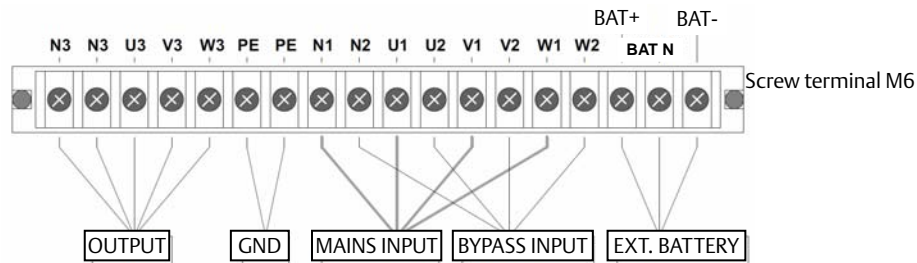 BAT+ BAT-
N3 N3 U3 V3 W3 PE PE N1 N2 U1 U2 V1 V2 W1 W2 BAT N
Screw terminal M6
OUTPUT GND MAINS INPUT BYPASS INPUT EXT. BATTERY